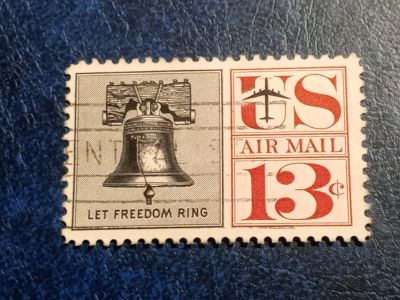 LET FREEDOM RING
US
AIR MAIL
13¢